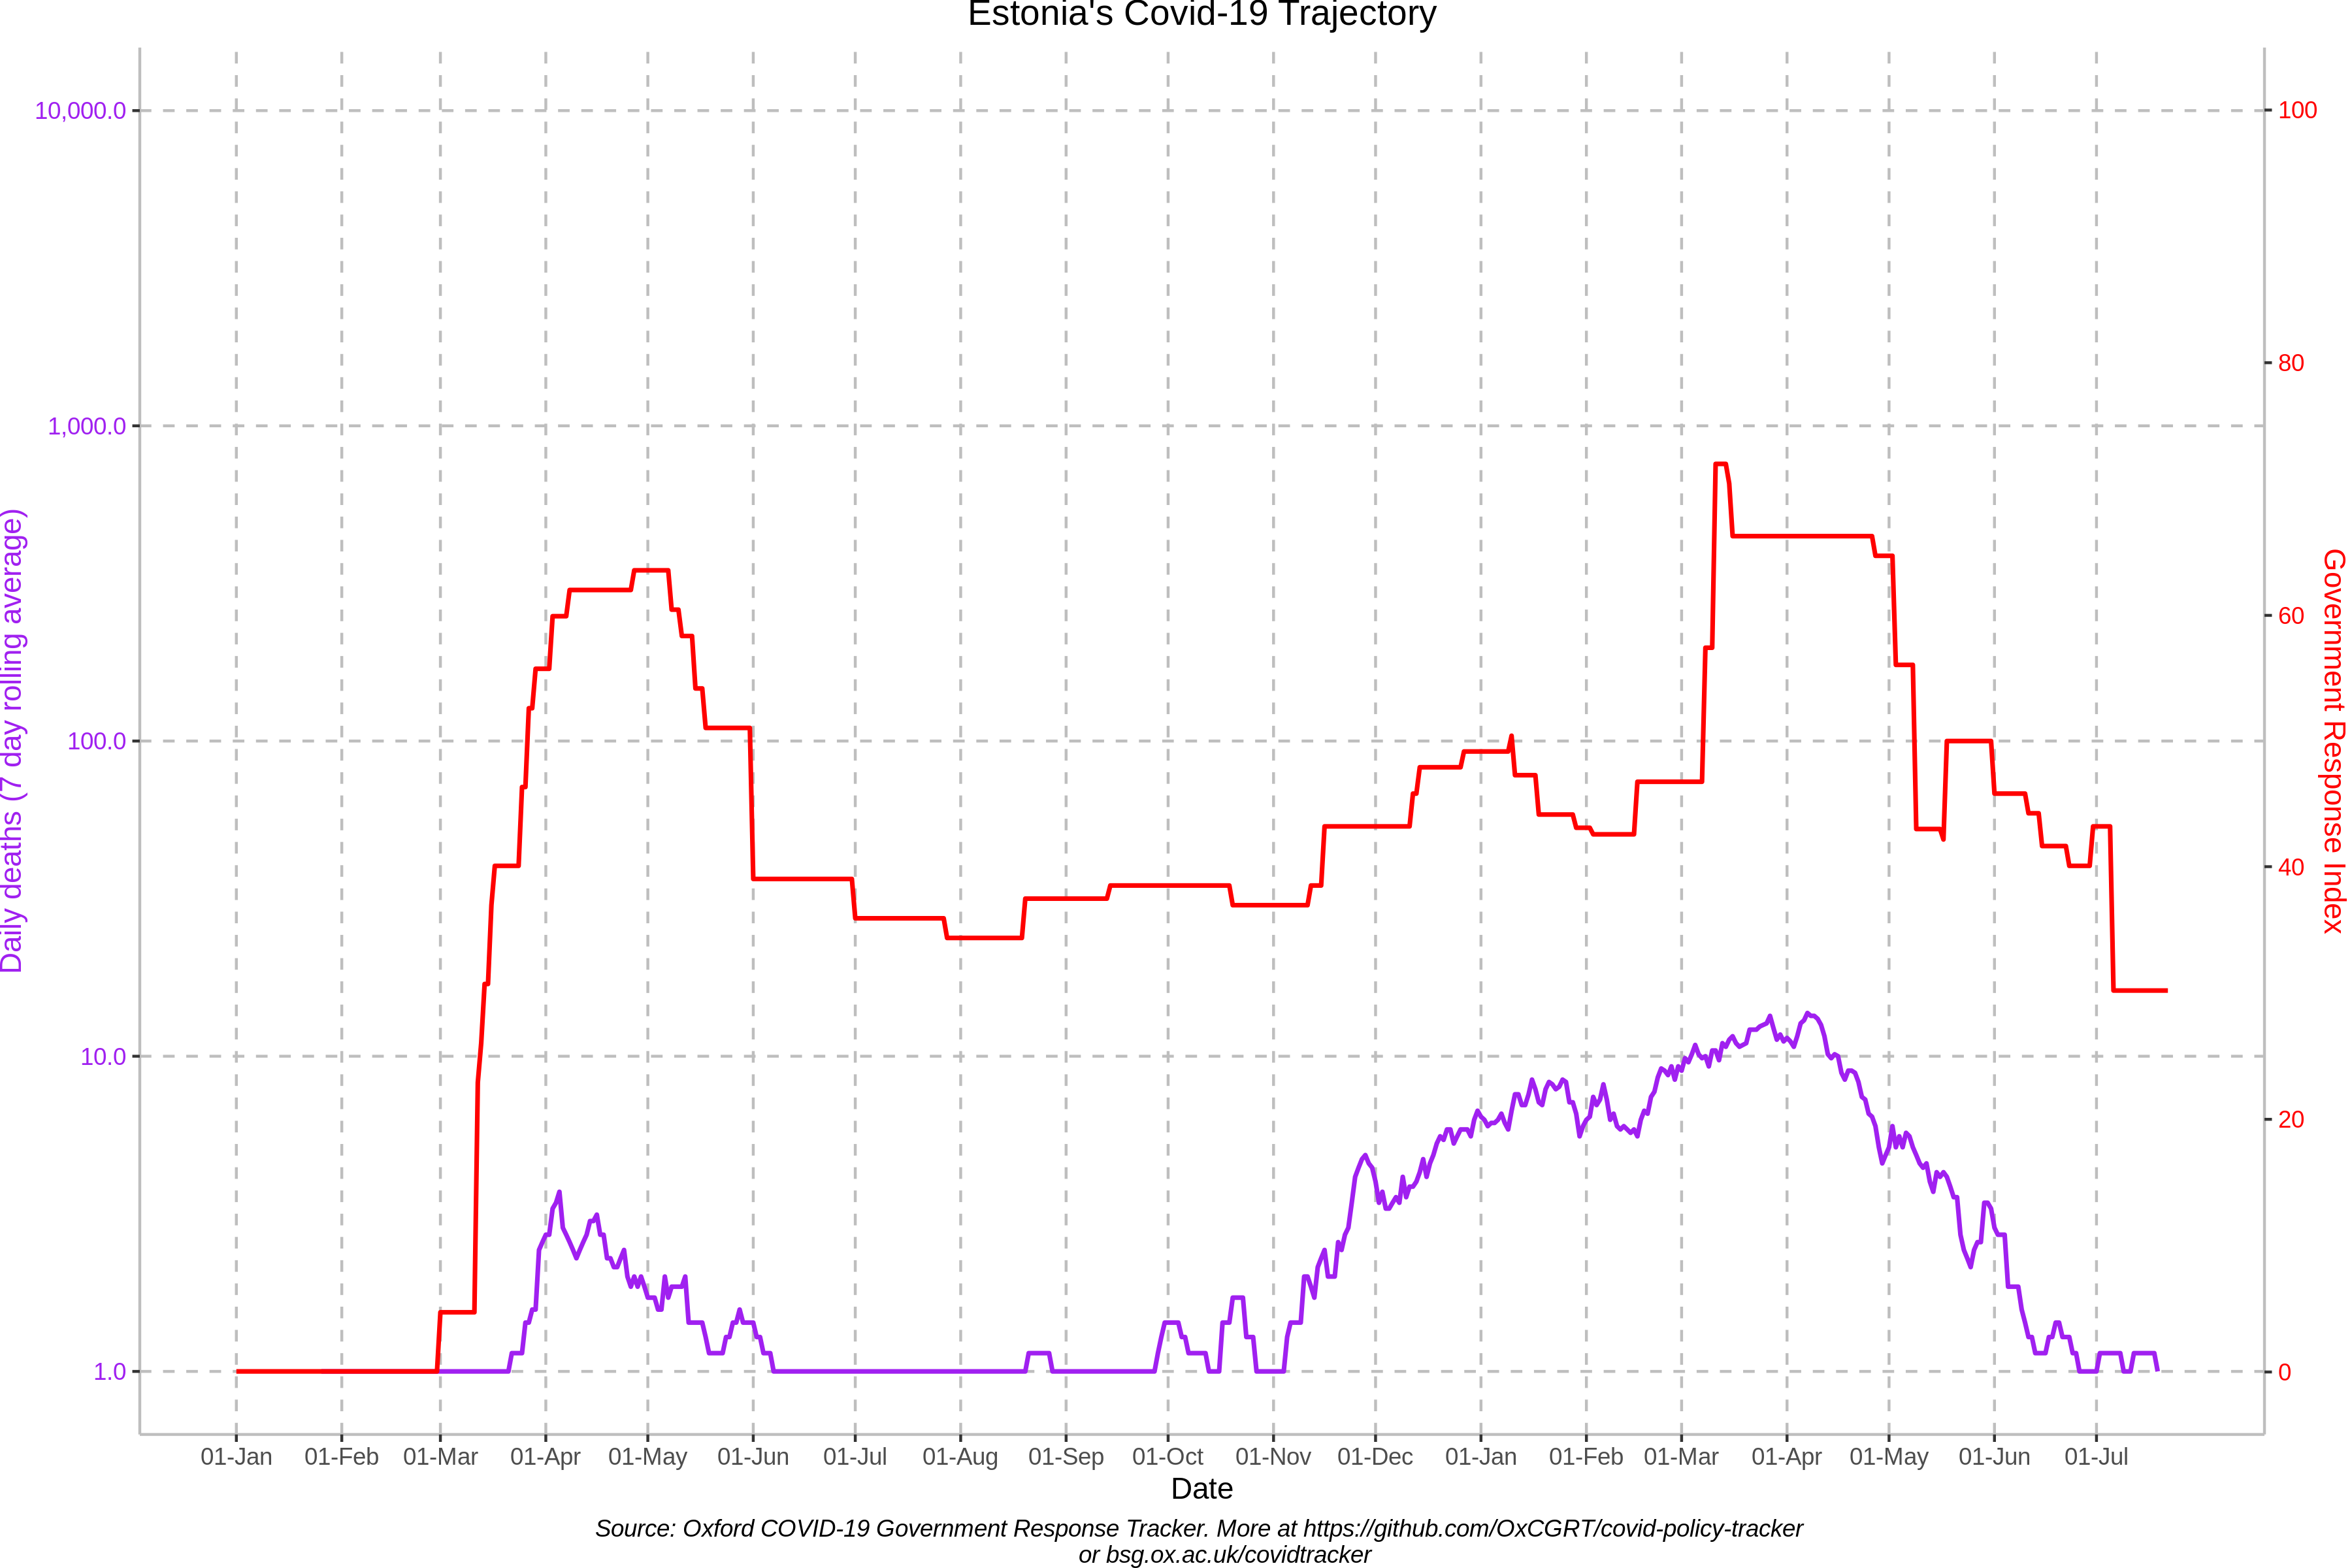 Estonia's Covid-19 Trajectory
10,000.0
1,000.0
100.0
10.0
1.0
Daily deaths (7 day rolling average)
100
80
60
40
20
0
Government Response Index
01-Jan 01-Feb 01-Mar 01-Apr 01-May 01-Jun 01-Jul 01-Aug 01-Sep 01-Oct 01-Nov 01-Dec 01-Jan 01-Feb 01-Mar 01-Apr 01-May 01-Jun 01-Jul
Date
Source: Oxford COVID-19 Government Response Tracker. More at https://github.com/OxCGRT/covid-policy-tracker
or bsg.ox.ac.uk/covidtracker